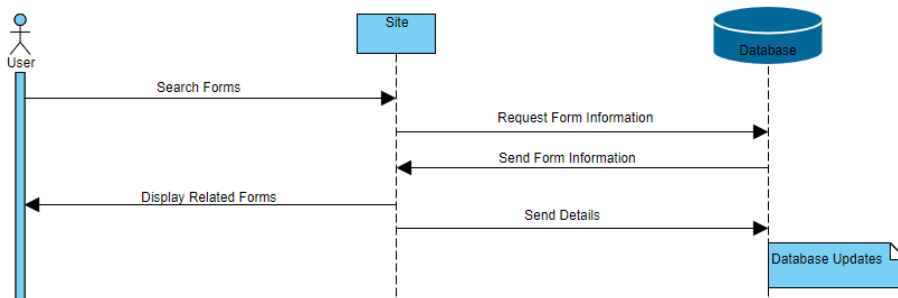 Site
Database
User
Search Forms
Request Form Information
Send Form Information
Display Related Forms
Send Details
Database Updates